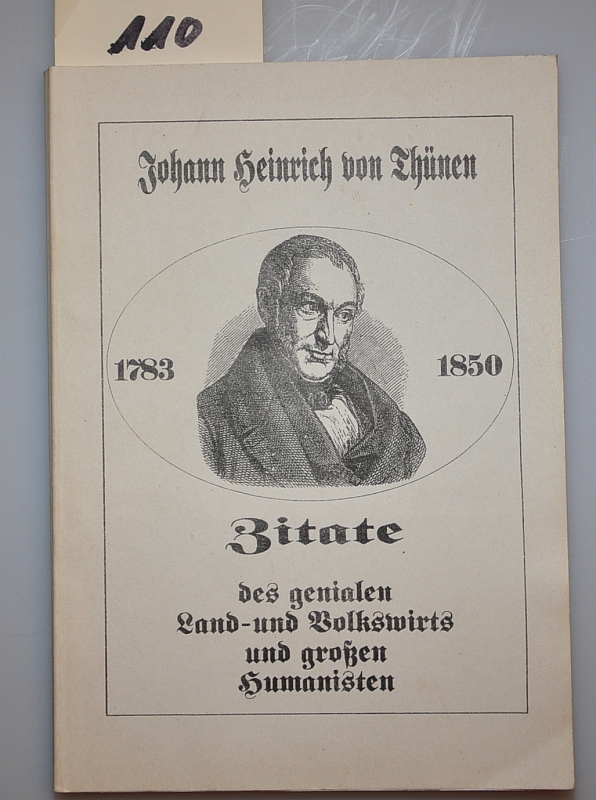 110
Johann Heinrich von Thünen
1783
1850
Zitate
des genialen
Land-und Volkswirts
und großen
Humanisten